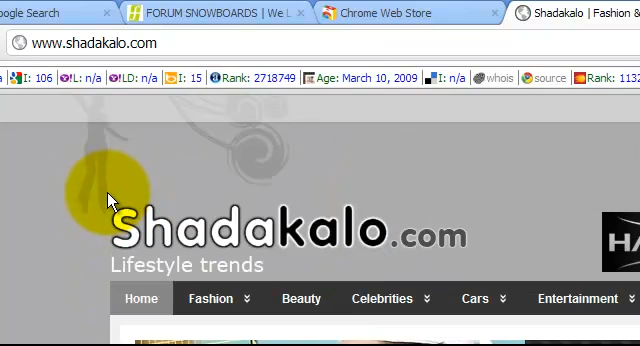 oogle Search FORUM SNOWBOARDS | We L Chrome Web Store Shadakalo | Fashion &
www.shadakalo.com
I: 106 Y! L: n/a Y! LD: n/a I: 15 Rank: 2718749 Age: March 10, 2009 I: n/a whois source Rank: 1132
Shadakalo.com
Lifestyle trends
HA
Home Fashion Beauty Celebrities Cars Entertainment